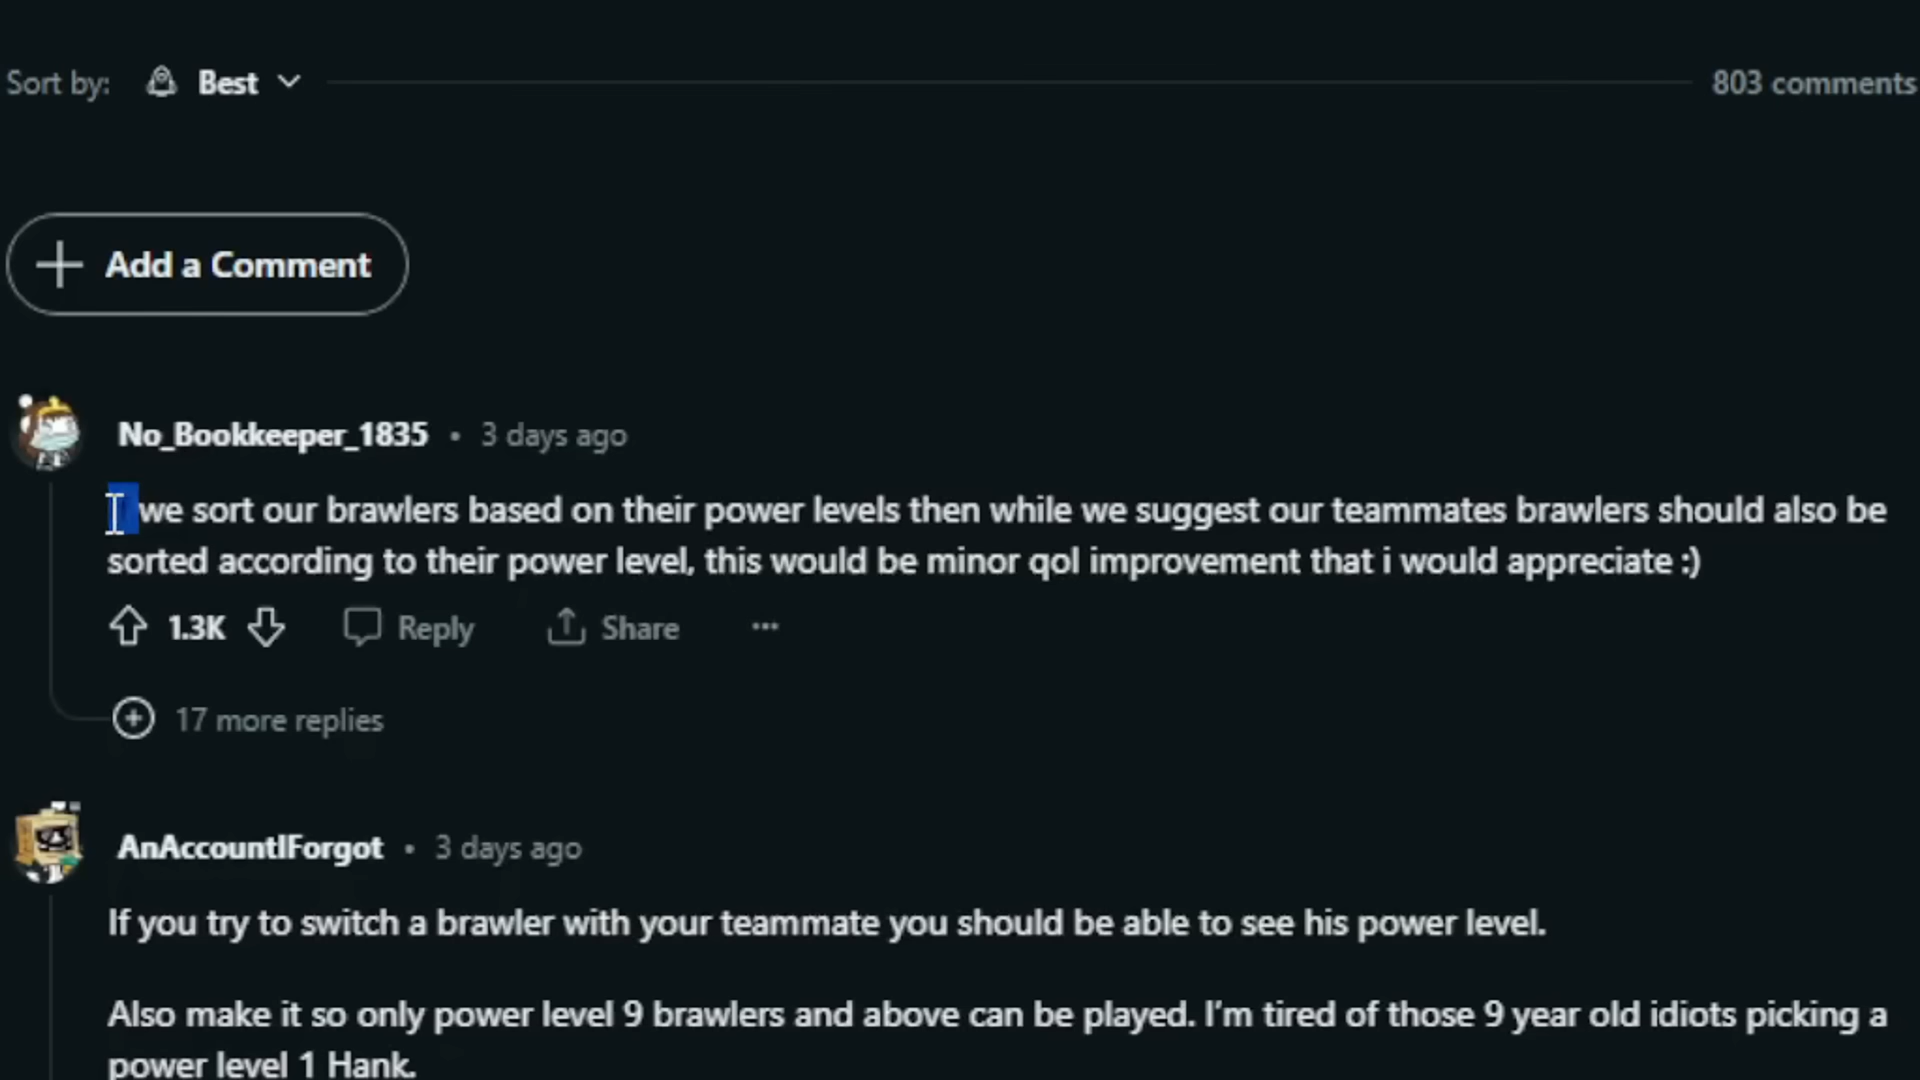 Sort by: Best 803 comments
Add a Comment
No_Bookkeeper_1835 • 3 days ago
we sort our brawlers based on their power levels then while we suggest our teammates brawlers should also be
sorted according to their power level, this would be minor qol improvement that i would appreciate :)
1.3K Reply Share ...
17 more replies
AnAccountIForgot • 3 days ago
If you try to switch a brawler with your teammate you should be able to see his power level.
Also make it so only power level 9 brawlers and above can be played. I'm tired of those 9 year old idiots picking a
power level 1 Hank.